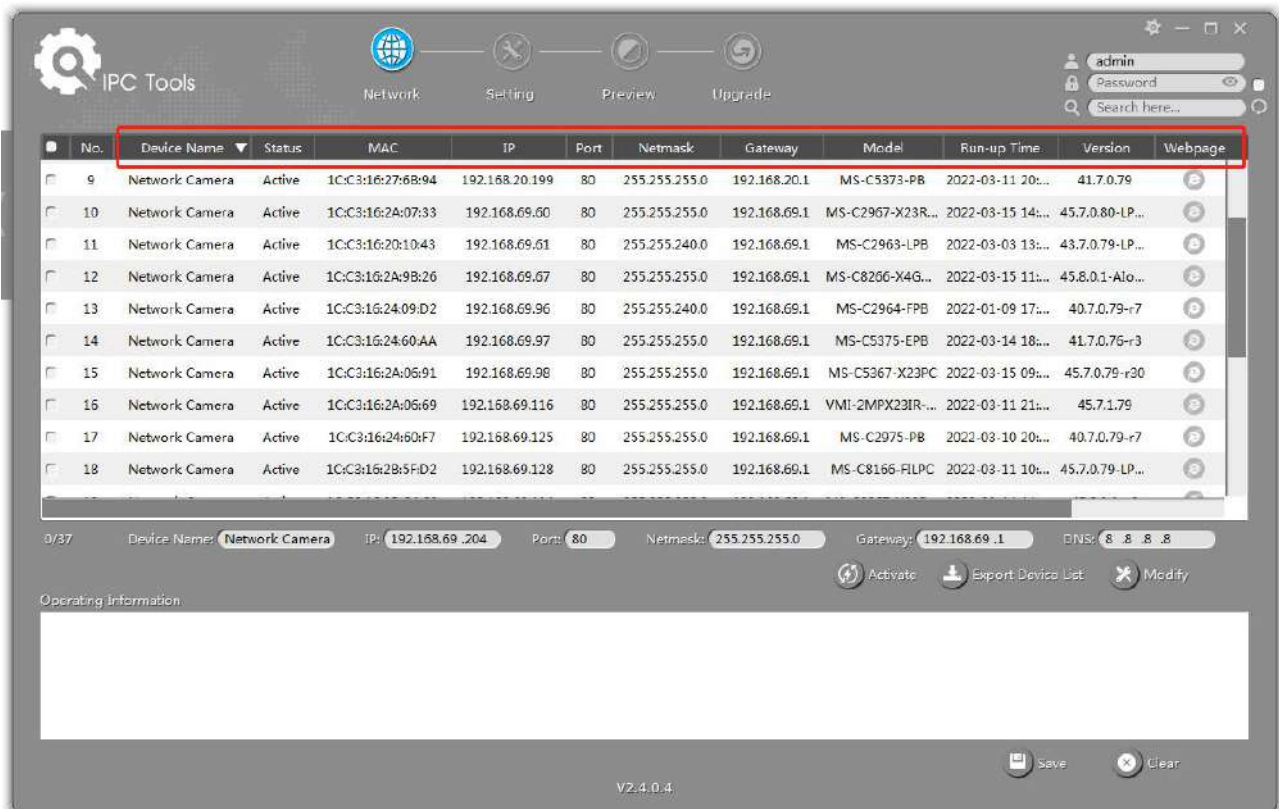 IPC Tools
Network Setting Preview Upgrade
admin
Password
Search here...
No. Device Name Status MAC IP Port Netmask Gateway Model Run-up Time Version Webpage
9 Network Camera Active 1C:C3:16:27:6B:94 192.168.20.199 80 255.255.255.0 192.168.20.1 MS-C5373-PB 2022-03-11 20:... 41.7.0.79
10 Network Camera Active 1C:C3:16:2A:07:33 192.168.69.60 80 255.255.255.0 192.168.69.1 MS-C2967-X23R... 2022-03-15 14:... 45.7.0.80-LP...
11 Network Camera Active 1C:C3:16:20:10:43 192.168.69.61 80 255.255.240.0 192.168.69.1 MS-C2963-LPB 2022-03-03 13:... 43.7.0.79-LP...
12 Network Camera Active 1C:C3:16:2A:9B:26 192.168.69.67 80 255.255.255.0 192.168.69.1 MS-C8266-X4G... 2022-03-15 11:... 45.8.0.1-AIo...
13 Network Camera Active 1C:C3:16:24:09:D2 192.168.69.96 80 255.255.240.0 192.168.69.1 MS-C2964-FPB 2022-01-09 17:... 40.7.0.79-r7
14 Network Camera Active 1C:C3:16:24:60:AA 192.168.69.97 80 255.255.255.0 192.168.69.1 MS-C5375-EPB 2022-03-14 18:... 41.7.0.76-r3
15 Network Camera Active 1C:C3:16:2A:06:91 192.168.69.98 80 255.255.255.0 192.168.69.1 MS-C5367-X23PC 2022-03-15 09:... 45.7.0.79-r30
16 Network Camera Active 1C:C3:16:2A:06:69 192.168.69.116 80 255.255.255.0 192.168.69.1 VMI-2MPX23IR-... 2022-03-11 21:... 45.7.1.79
17 Network Camera Active 1C:C3:16:24:60:F7 192.168.69.125 80 255.255.255.0 192.168.69.1 MS-C2975-PB 2022-03-10 20:... 40.7.0.79-r7
18 Network Camera Active 1C:C3:16:2B:5F:D2 192.168.69.128 80 255.255.255.0 192.168.69.1 MS-C8166-FILPC 2022-03-11 10:... 45.7.0.79-LP...
0/37 Device Name: Network Camera IP: 192.168.69 .204 Port: 80 Netmesk: 255.255.255.0 Gateway: 192.168.69 .1 DNS: 8 .8 .8 .8
Activate Export Device List Modify
Operating Information
Save Clear
V2.4.0.4